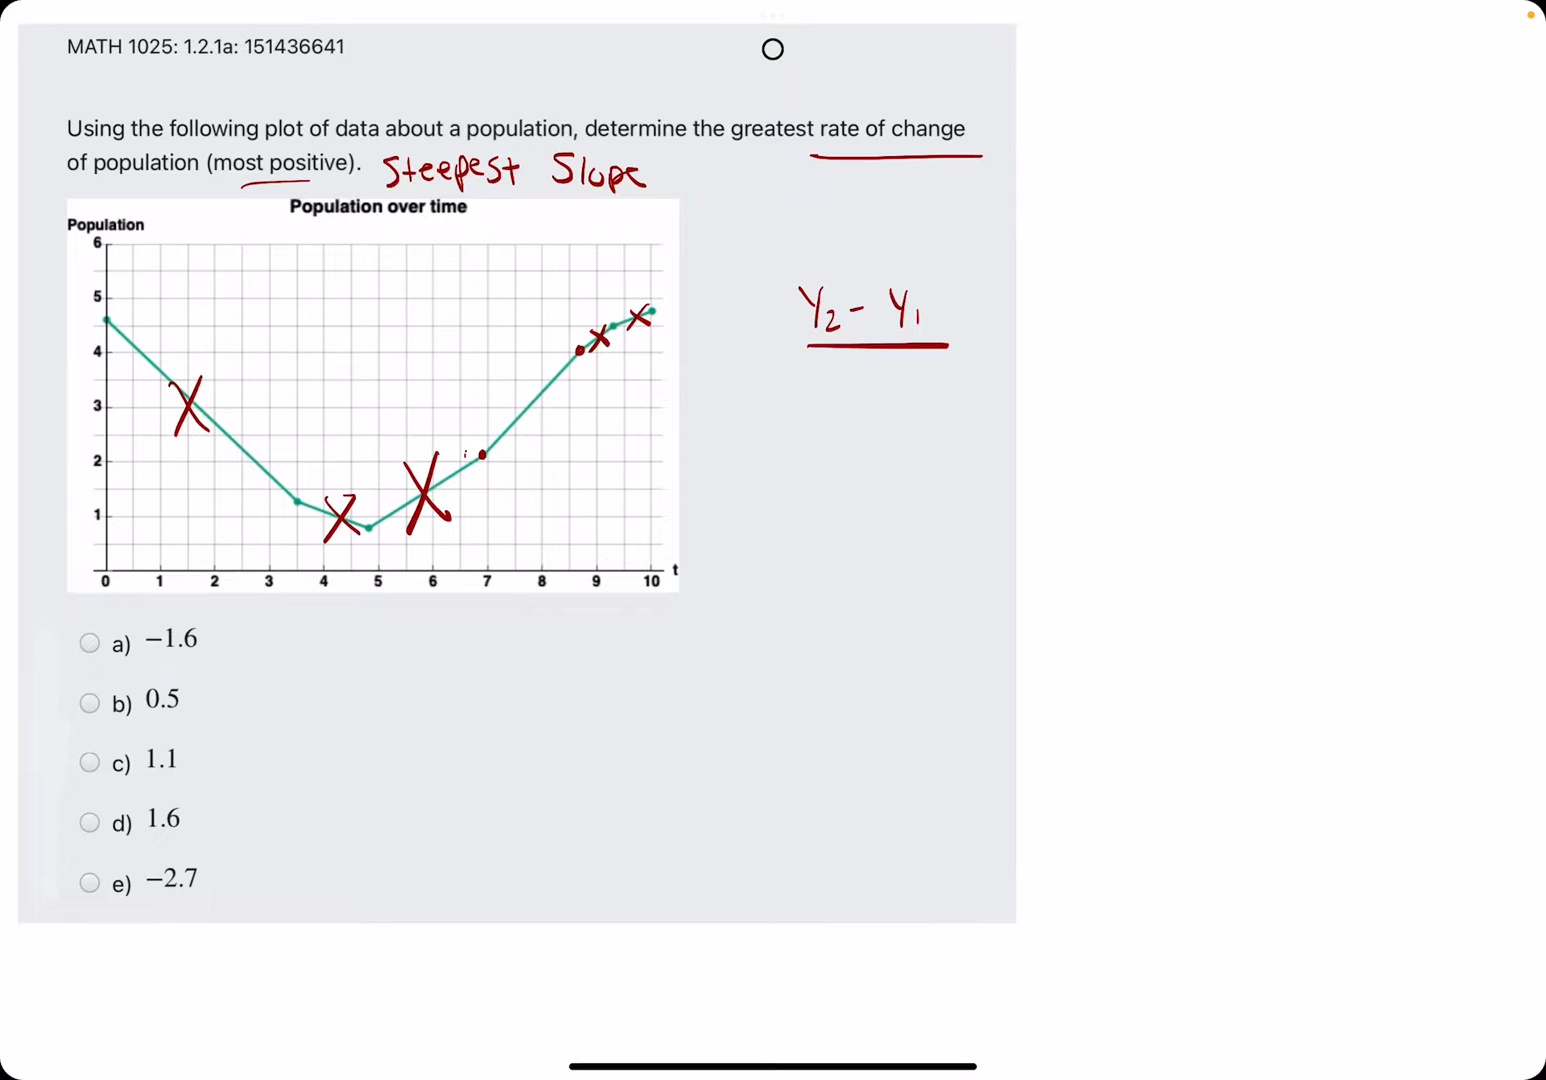 MATH 1025: 1.2.1a: 151436641
Using the following plot of data about a population, determine the greatest rate of change
of population (most positive). Steepest Slope
Population over time
Population
6
5
4
3
2
1
0 1 2 3 4 5 6 7 8 9 10 t
Y₂ - Y₁
a) −1.6
b) 0.5
c) 1.1
d) 1.6
e) −2.7